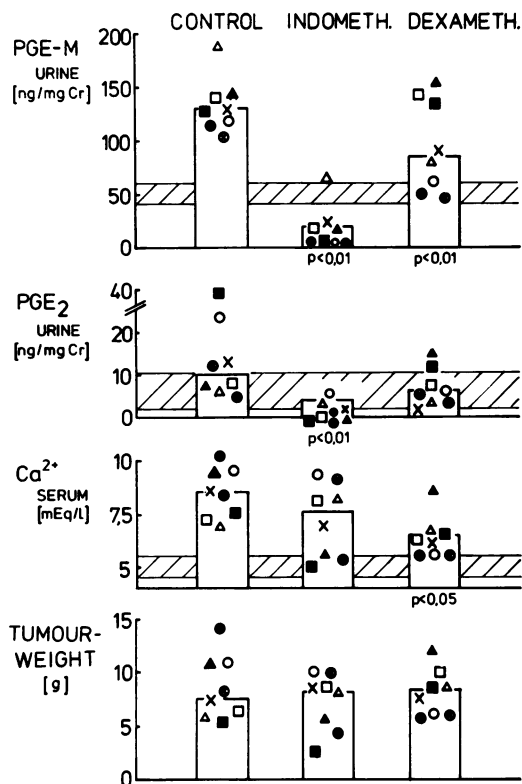 CONTROL INDOMETH. DEXAMETH.
PGE-M
URINE
[ng/mg Cr]
200
150
100
50
0
p<0,01 p<0,01
PGE2
URINE
[ng/mg Cr]
40
20
10
0
p<0,01
Ca2+
SERUM
[mEq/l]
10
7,5
5
p<0,05
TUMOUR-
WEIGHT
[g]
15
10
5
0